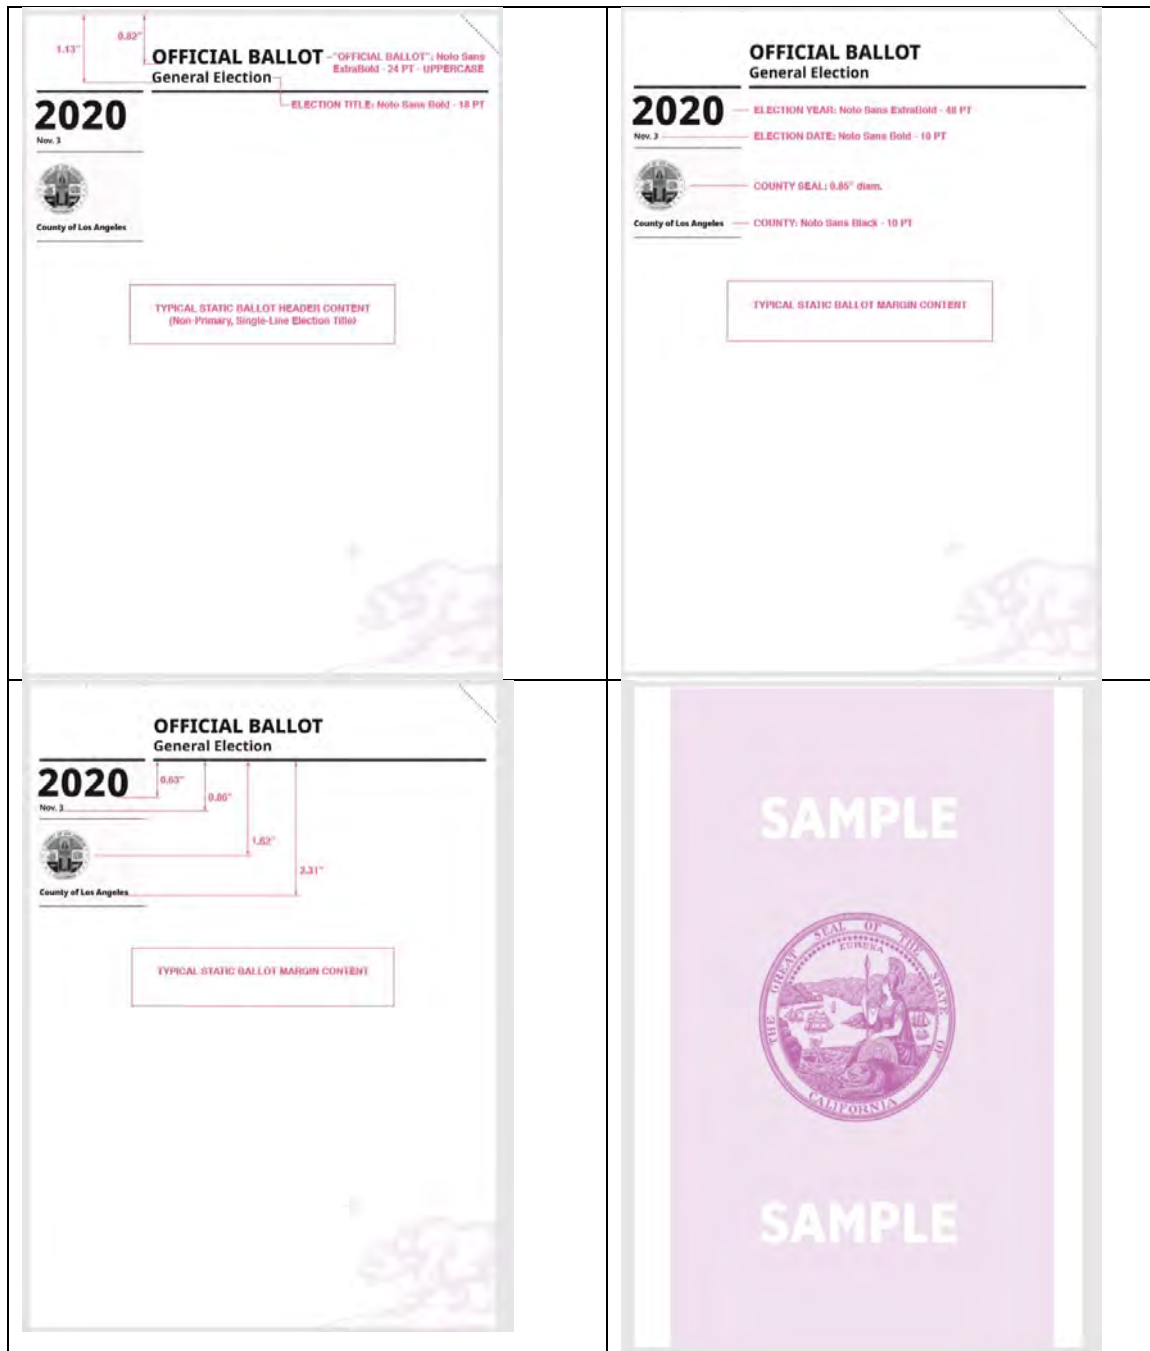 1.13"
0.82"
OFFICIAL BALLOT
"OFFICIAL BALLOT": Noto Sans
ExtraBold - 24 PT - UPPERCASE
General Election
ELECTION TITLE: Noto Sans Bold - 18 PT
2020
Nov. 3
County of Los Angeles
TYPICAL STATIC BALLOT HEADER CONTENT
(Non-Primary, Single-Line Election Title)
OFFICIAL BALLOT
General Election
2020
ELECTION YEAR: Noto Sans ExtraBold - 48 PT
Nov. 3
ELECTION DATE: Noto Sans Bold - 10 PT
COUNTY SEAL: 0.85" diam.
County of Los Angeles
COUNTY: Noto Sans Black - 10 PT
TYPICAL STATIC BALLOT MARGIN CONTENT
OFFICIAL BALLOT
General Election
2020
0.63"
Nov. 3
1.62"
2.31"
County of Los Angeles
TYPICAL STATIC BALLOT MARGIN CONTENT
SAMPLE
THE GREAT SEAL OF THE STATE OF CALIFORNIA
EUREKA
SAMPLE